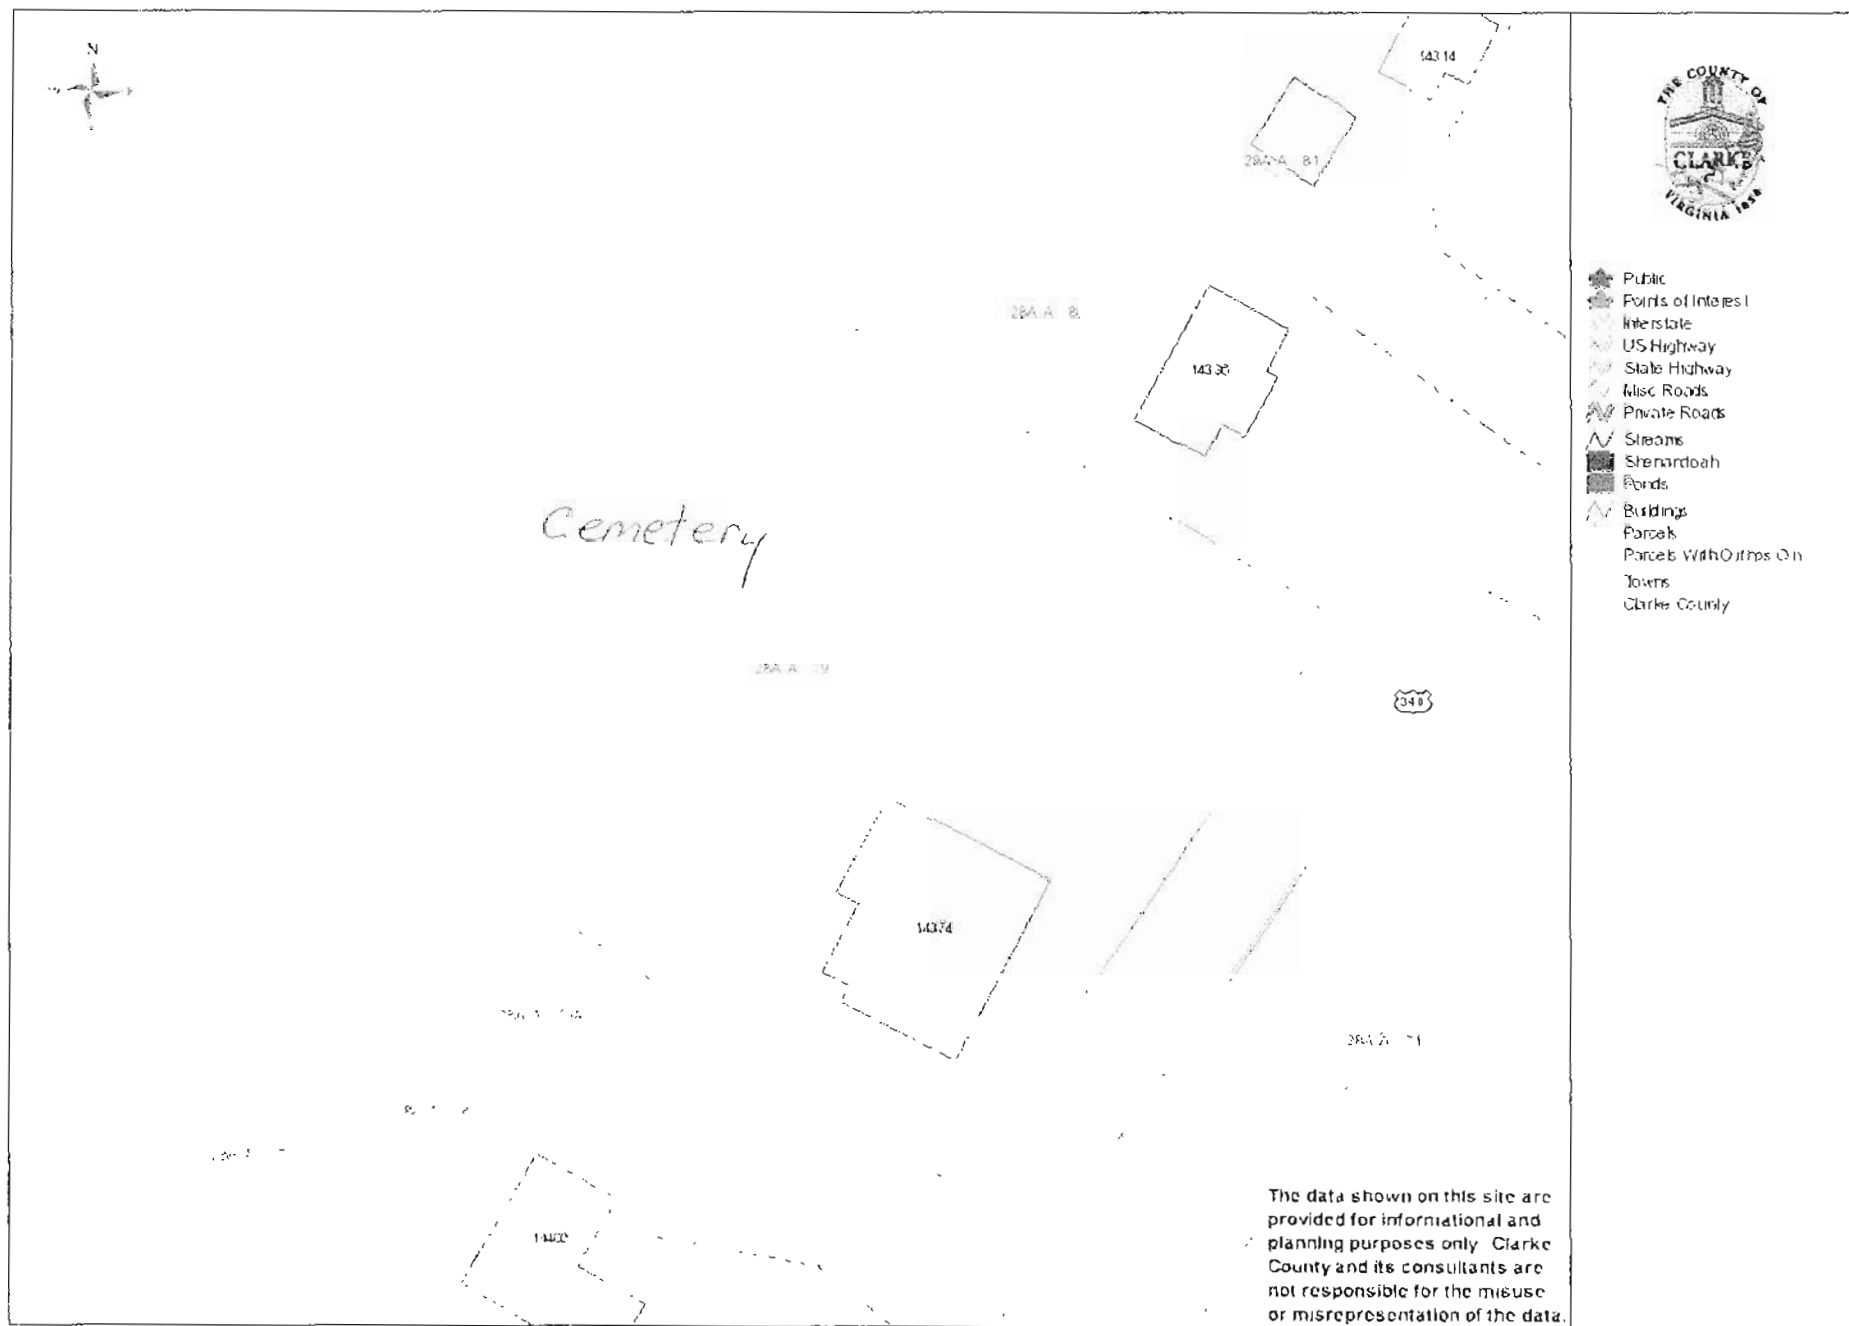 N
14314
28A A 81
28A A 8
Cemetery
28A A 79
340
14374
THE COUNTY OF
CLARKE
VIRGINIA 1836
Public
Points of Interest
Interstate
US Highway
State Highway
Misc Roads
Private Roads
Streams
Shenandoah
Ponds
Buildings
Parcels
Towns
Clarke County
The data shown on this site are
provided for informational and
planning purposes only Clarke
County and its consultants are
not responsible for the misuse
or misrepresentation of the data.